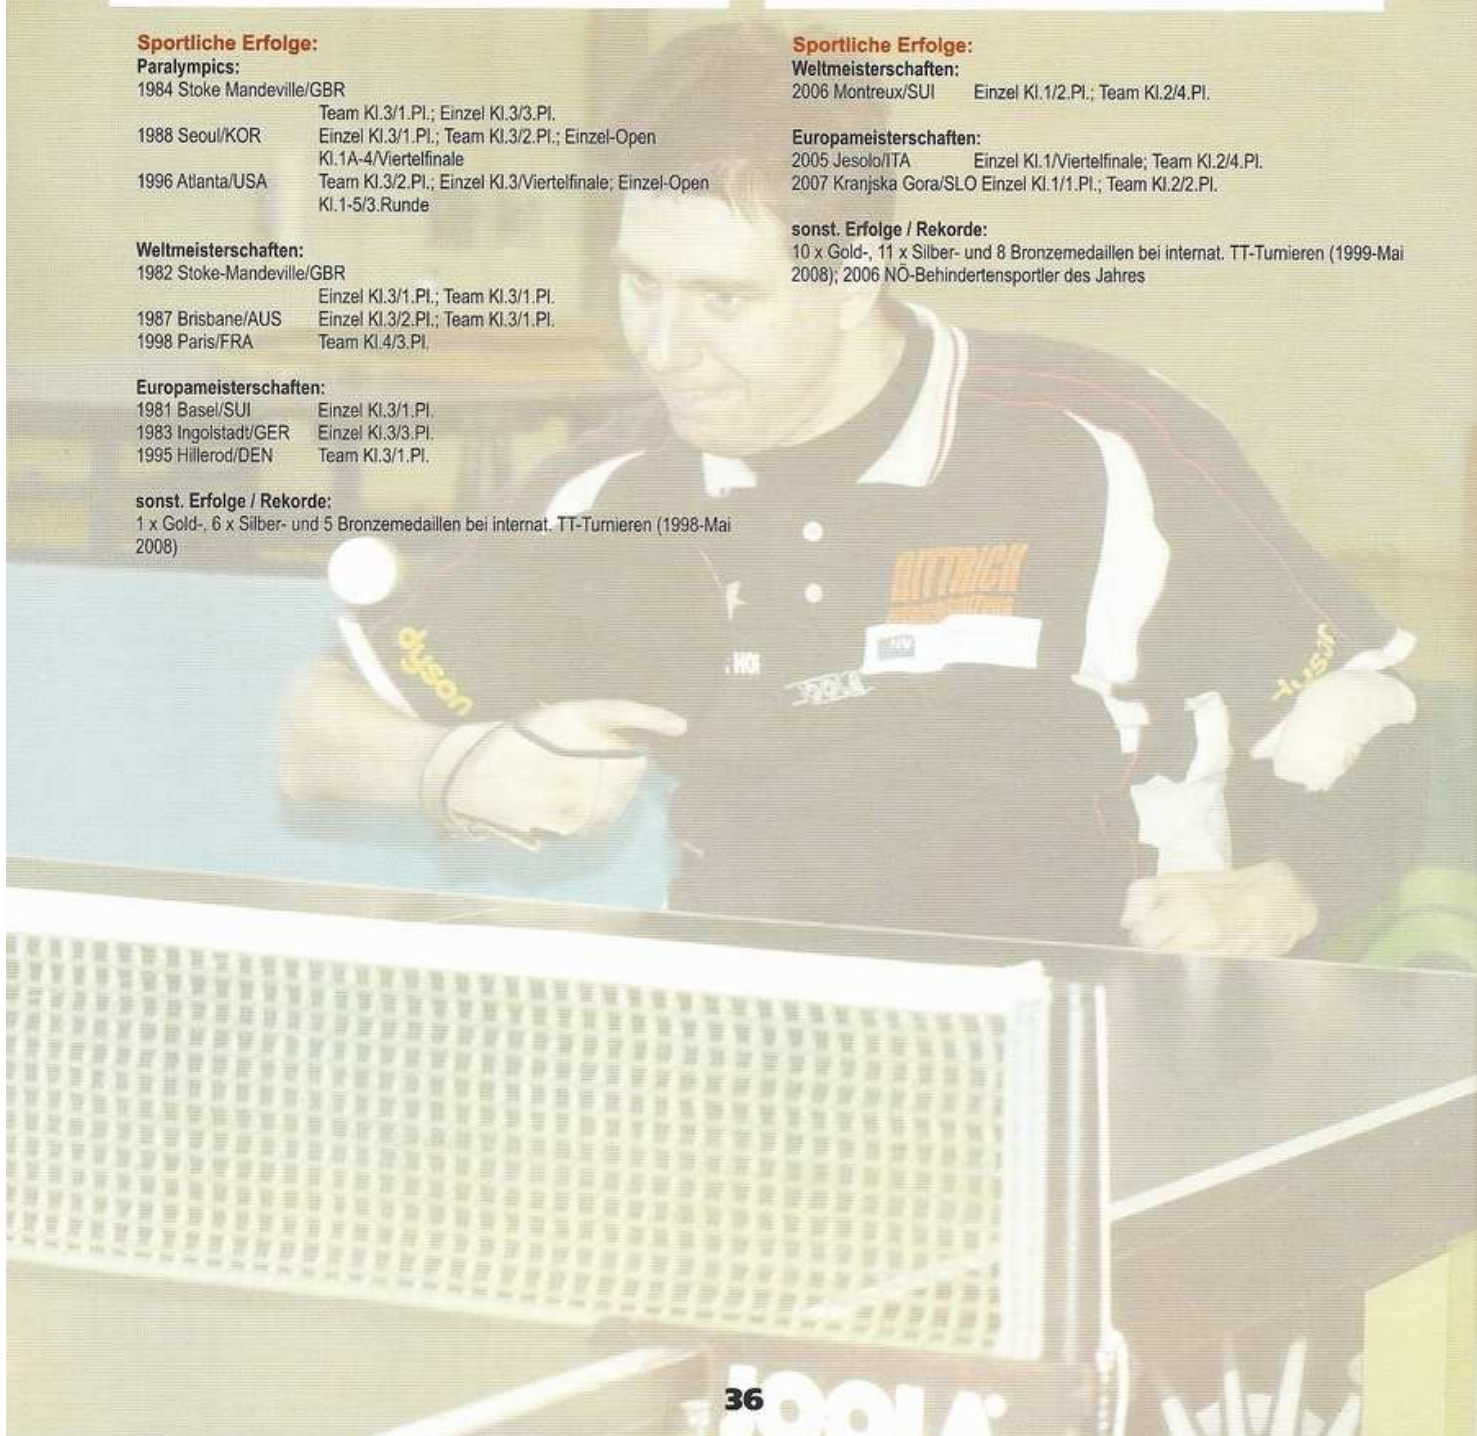 Sportliche Erfolge:
Paralympics:
1984 Stoke Mandeville/GBR
Team Kl.3/1.Pl.; Einzel Kl.3/3.Pl.
1988 Seoul/KOR Einzel Kl.3/1.Pl.; Team Kl.3/2.Pl.; Einzel-Open
Kl.1A-4/Viertelfinale
1996 Atlanta/USA Team Kl.3/2.Pl.; Einzel Kl.3/Viertelfinale; Einzel-Open
Kl.1-5/3.Runde
Weltmeisterschaften:
1982 Stoke-Mandeville/GBR
Einzel Kl.3/1.Pl.; Team Kl.3/1.Pl.
1987 Brisbane/AUS Einzel Kl.3/2.Pl.; Team Kl.3/1.Pl.
1998 Paris/FRA Team Kl.4/3.Pl.
Europameisterschaften:
1981 Basel/SUI Einzel Kl.3/1.Pl.
1983 Ingolstadt/GER Einzel Kl.3/3.Pl.
1995 Hillerod/DEN Team Kl.3/1.Pl.
sonst. Erfolge / Rekorde:
1 x Gold-, 6 x Silber- und 5 Bronzemedaillen bei internat. TT-Turnieren (1998-Mai
2008)
Sportliche Erfolge:
Weltmeisterschaften:
2006 Montreux/SUI Einzel Kl.1/2.Pl.; Team Kl.2/4.Pl.
Europameisterschaften:
2005 Jesolo/ITA Einzel Kl.1/Viertelfinale; Team Kl.2/4.Pl.
2007 Kranjska Gora/SLO Einzel Kl.1/1.Pl.; Team Kl.2/2.Pl.
sonst. Erfolge / Rekorde:
10 x Gold-, 11 x Silber- und 8 Bronzemedaillen bei internat. TT-Turnieren (1999-Mai
2008); 2006 NÖ-Behindertensportler des Jahres
DITTRICH
dyson
JOOLA
dyson
36
JOOLA